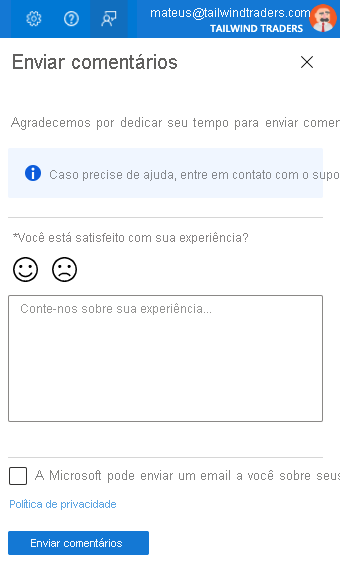 mateus@tailwindtraders.com
TAILWIND TRADERS
Enviar comentários
Agradecemos por dedicar seu tempo para enviar comen
Caso precise de ajuda, entre em contato com o supo
*Você está satisfeito com sua experiência?
Conte-nos sobre sua experiência...
A Microsoft pode enviar um email a você sobre seus
Política de privacidade
Enviar comentários